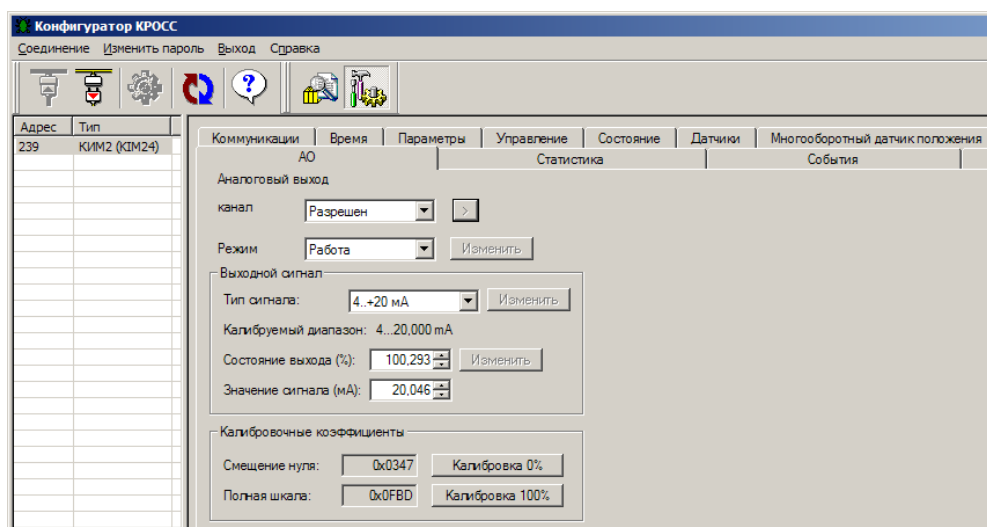 Конфигуратор КРОСС
Соединение Изменить пароль Выход Справка
Адрес Тип
239 КИМ2 (KIM24)
Коммуникации Время Параметры Управление Состояние Датчики Многооборотный датчик положения
АО Статистика События
Аналоговый выход
канал Разрешен >
Режим Работа Изменить
Выходной сигнал
Тип сигнала: 4..+20 мА Изменить
Калибруемый диапазон: 4...20,000 mA
Состояние выхода (%): 100,293 Изменить
Значение сигнала (мА): 20,046
Калибровочные коэффициенты
Смещение нуля: 0x0347 Калибровка 0%
Полная шкала: 0x0FBD Калибровка 100%